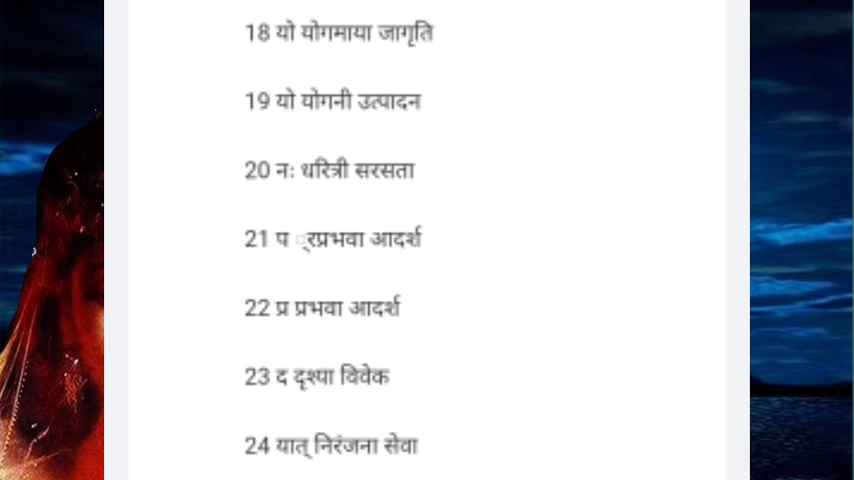 18 यो योगमाया जागृति
19 यो योगनी उत्पादन
20 नः धरित्री सरसता
21 प ्रप्रभवा आदर्श
22 प्र प्रभवा आदर्श
23 द दृश्या विवेक
24 यात् निरंजना सेवा